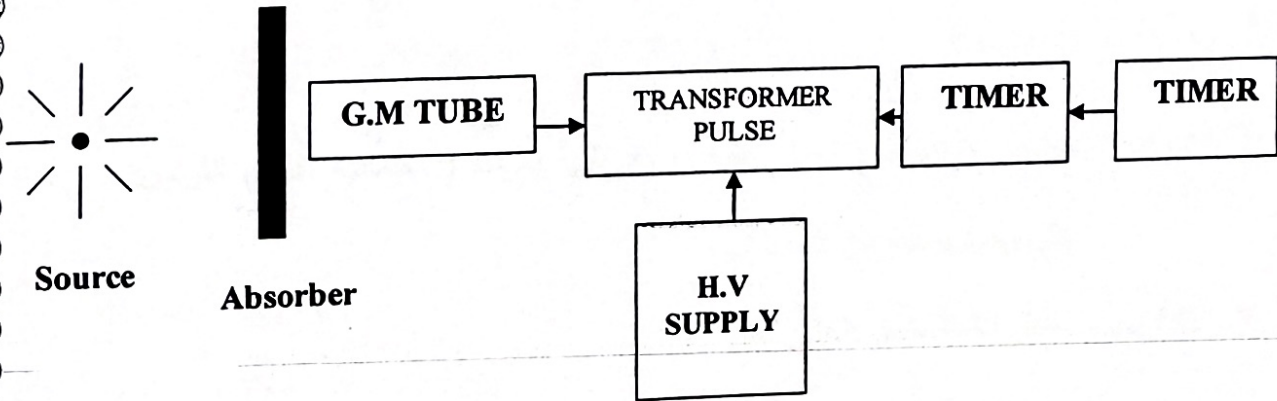 G.M TUBE
TRANSFORMER
PULSE
TIMER
TIMER
Source
Absorber
H.V
SUPPLY